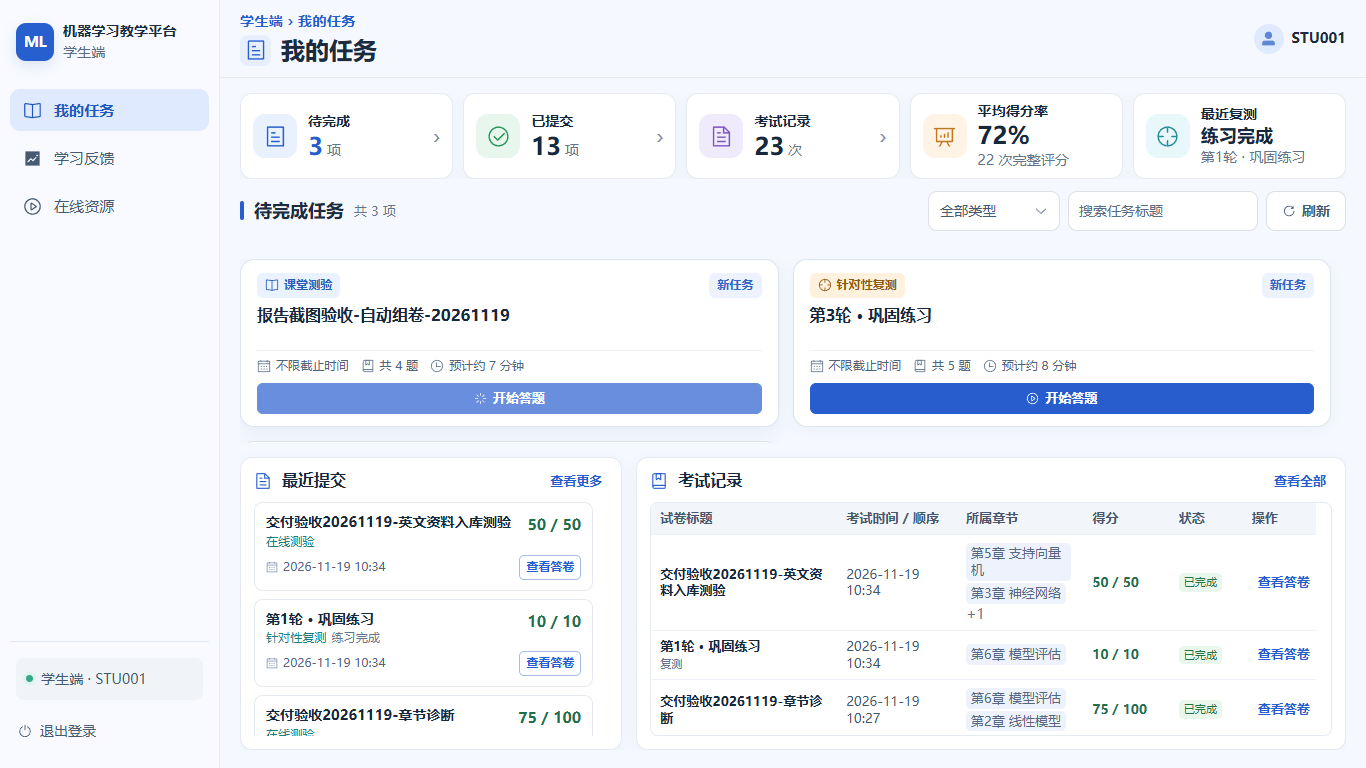 ML
机器学习教学平台
学生端
我的任务
学习反馈
在线资源
学生端 · STU001
退出登录
学生端 › 我的任务
我的任务
STU001
待完成
3 项
已提交
13 项
考试记录
23 次
平均得分率
72%
22 次完整评分
最近复测
练习完成
第1轮 · 巩固练习
待完成任务 共 3 项
全部类型
搜索任务标题
刷新
课堂测验 新任务
报告截图验收-自动组卷-20261119
不限截止时间 共 4 题 预计约 7 分钟
开始答题
针对性复测 新任务
第3轮 • 巩固练习
不限截止时间 共 5 题 预计约 8 分钟
开始答题
最近提交 查看更多
交付验收20261119-英文资料入库测验 50 / 50
在线测验
2026-11-19 10:34 查看答卷
第1轮 • 巩固练习 10 / 10
针对性复测 练习完成
2026-11-19 10:34 查看答卷
交付验收20261119-章节诊断 75 / 100
在线测验
考试记录 查看全部
试卷标题 考试时间 / 顺序 所属章节 得分 状态 操作
交付验收20261119-英文资料入库测验 2026-11-19 10:34 第5章 支持向量机 第3章 神经网络 +1 50 / 50 已完成 查看答卷
第1轮 • 巩固练习 复测 2026-11-19 10:34 第6章 模型评估 10 / 10 已完成 查看答卷
交付验收20261119-章节诊断 2026-11-19 10:27 第6章 模型评估 第2章 线性模型 75 / 100 已完成 查看答卷